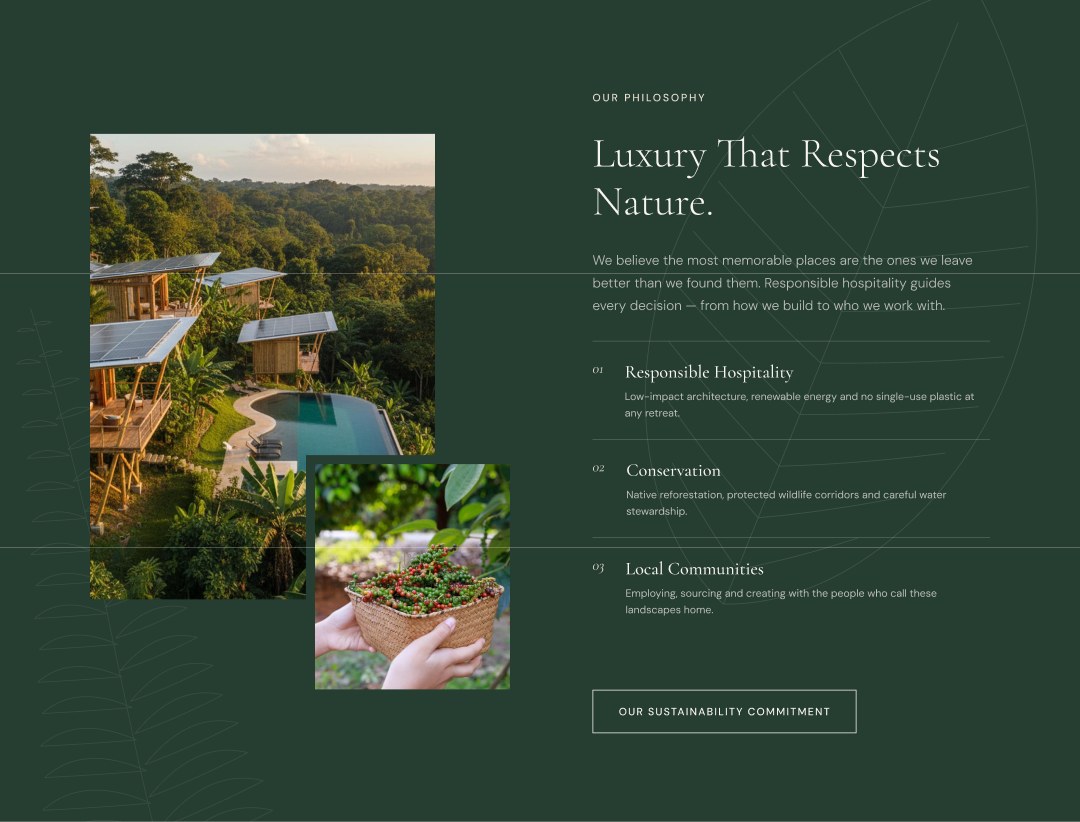 OUR PHILOSOPHY
Luxury That Respects
Nature.
We believe the most memorable places are the ones we leave
better than we found them. Responsible hospitality guides
every decision — from how we build to who we work with.
01
Responsible Hospitality
Low-impact architecture, renewable energy and no single-use plastic at
any retreat.
02
Conservation
Native reforestation, protected wildlife corridors and careful water
stewardship.
03
Local Communities
Employing, sourcing and creating with the people who call these
landscapes home.
OUR SUSTAINABILITY COMMITMENT